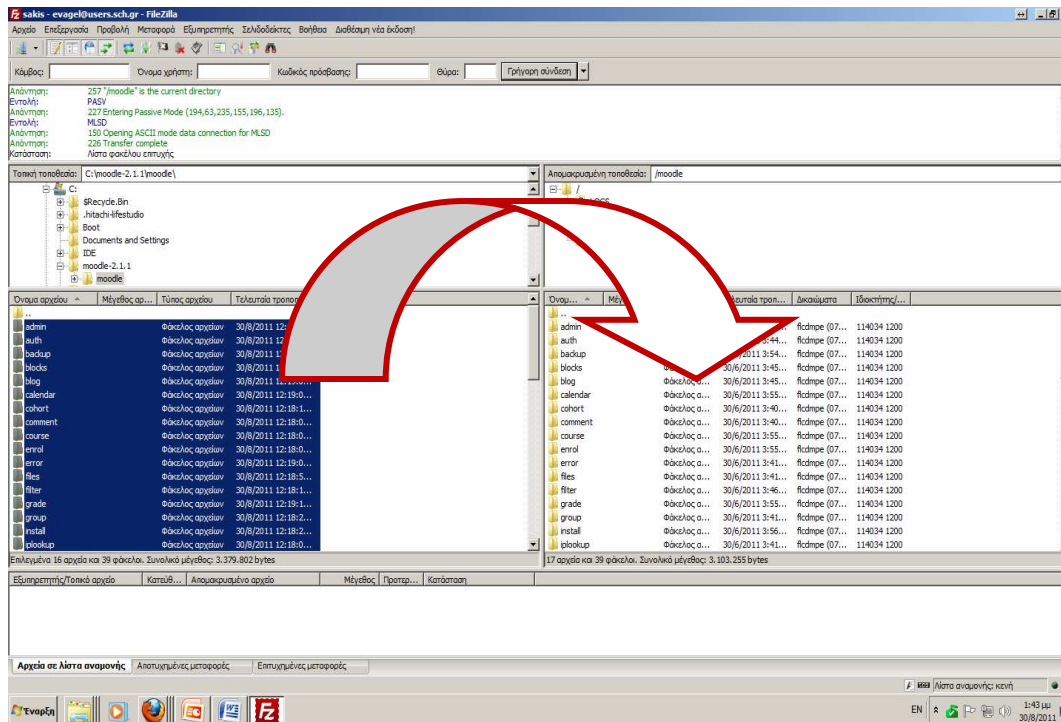 sakis - evagel@users.sch.gr - FileZilla
Αρχείο Επεξεργασία Προβολή Μεταφορά Εξυπηρετητής Σελιδοδείκτες Βοήθεια Διαθέσιμη νέα έκδοση!
Κόμβος: Όνομα χρήστη: Κωδικός πρόσβασης: Θύρα: Γρήγορη σύνδεση
Απάντηση: 257 "/moodle" is the current directory
Εντολή: PASV
Απάντηση: 227 Entering Passive Mode (194,63,235,155,196,135).
Εντολή: MLSD
Απάντηση: 150 Opening ASCII mode data connection for MLSD
Απάντηση: 226 Transfer complete
Κατάσταση: Λίστα φακέλου επιτυχής
Τοπική τοποθεσία: C:\moodle-2.1.1\moodle\
C:
$Recycle.Bin
.hitachi-lifestudio
Boot
Documents and Settings
IDE
moodle-2.1.1
moodle
Απομακρυσμένη τοποθεσία: /moodle
/
Όνομα αρχείου Μέγεθος αρ... Τύπος αρχείου Τελευταία
..
admin Φάκελος αρχείων 30/8/2011
auth Φάκελος αρχείων 30/8/2011
backup Φάκελος αρχείων 30/8/2011
blocks Φάκελος αρχείων 30/8/2011
blog Φάκελος αρχείων 30/8/2011
calendar Φάκελος αρχείων 30/8/2011 12:19:0...
cohort Φάκελος αρχείων 30/8/2011 12:18:1...
comment Φάκελος αρχείων 30/8/2011 12:18:0...
course Φάκελος αρχείων 30/8/2011 12:18:0...
enrol Φάκελος αρχείων 30/8/2011 12:18:0...
error Φάκελος αρχείων 30/8/2011 12:19:0...
files Φάκελος αρχείων 30/8/2011 12:18:5...
filter Φάκελος αρχείων 30/8/2011 12:18:1...
grade Φάκελος αρχείων 30/8/2011 12:19:1...
group Φάκελος αρχείων 30/8/2011 12:18:2...
install Φάκελος αρχείων 30/8/2011 12:18:2...
iplookup Φάκελος αρχείων 30/8/2011 12:18:0...
Επιλεγμένα 16 αρχεία και 39 φάκελοι. Συνολικό μέγεθος: 3.379.802 bytes
Όνομ... τροπ... Δικαιώματα Ιδιοκτήτης/...
..
admin flcdmpe (07... 114034 1200
auth 3:44... flcdmpe (07... 114034 1200
backup 3:54... flcdmpe (07... 114034 1200
blocks 30/6/2011 3:45... flcdmpe (07... 114034 1200
blog Φάκελος α... 30/6/2011 3:45... flcdmpe (07... 114034 1200
calendar Φάκελος α... 30/6/2011 3:55... flcdmpe (07... 114034 1200
cohort Φάκελος α... 30/6/2011 3:40... flcdmpe (07... 114034 1200
comment Φάκελος α... 30/6/2011 3:40... flcdmpe (07... 114034 1200
course Φάκελος α... 30/6/2011 3:55... flcdmpe (07... 114034 1200
enrol Φάκελος α... 30/6/2011 3:55... flcdmpe (07... 114034 1200
error Φάκελος α... 30/6/2011 3:41... flcdmpe (07... 114034 1200
files Φάκελος α... 30/6/2011 3:41... flcdmpe (07... 114034 1200
filter Φάκελος α... 30/6/2011 3:46... flcdmpe (07... 114034 1200
grade Φάκελος α... 30/6/2011 3:55... flcdmpe (07... 114034 1200
group Φάκελος α... 30/6/2011 3:41... flcdmpe (07... 114034 1200
install Φάκελος α... 30/6/2011 3:56... flcdmpe (07... 114034 1200
iplookup Φάκελος α... 30/6/2011 3:41... flcdmpe (07... 114034 1200
17 αρχεία και 39 φάκελοι. Συνολικό μέγεθος: 3.103.255 bytes
Εξυπηρετητής/Τοπικό αρχείο Κατεύθ... Απομακρυσμένο αρχείο Μέγεθος Προτερ... Κατάσταση
Αρχεία σε λίστα αναμονής Αποτυχημένες μεταφορές Επιτυχημένες μεταφορές
Λίστα αναμονής: κενή
Έναρξη
EN
1:43 μμ
30/8/2011